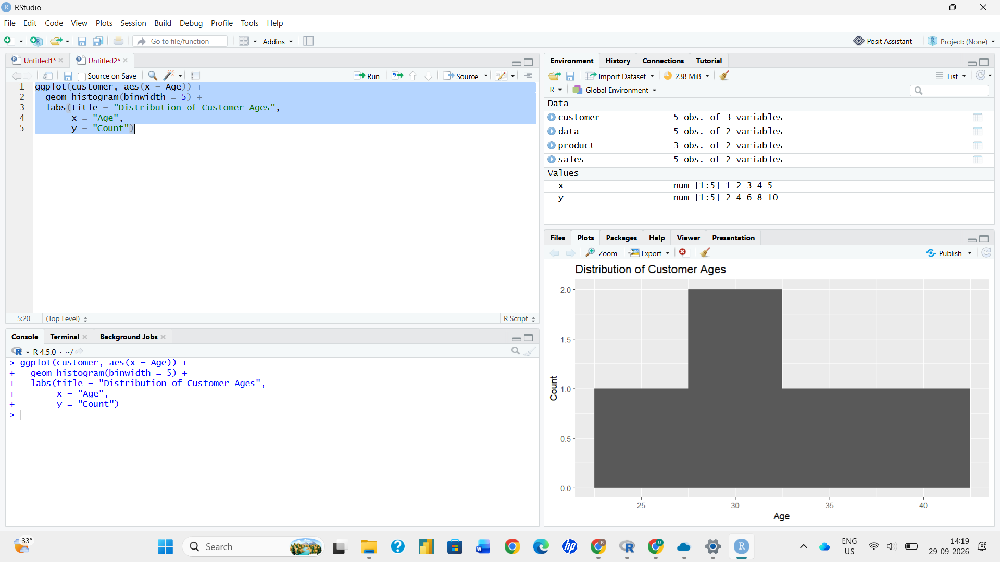 RStudio
File Edit Code View Plots Session Build Debug Profile Tools Help
Go to file/function Addins Posit Assistant Project: (None)
Untitled1* Untitled2*
Source on Save Run Source
1 ggplot(customer, aes(x = Age)) +
2 geom_histogram(binwidth = 5) +
3 labs(title = "Distribution of Customer Ages",
4 x = "Age",
5 y = "Count")
5:20 (Top Level) R Script
Console Terminal Background Jobs
R 4.5.0 · ~/
> ggplot(customer, aes(x = Age)) +
+ geom_histogram(binwidth = 5) +
+ labs(title = "Distribution of Customer Ages",
+ x = "Age",
+ y = "Count")
>
Environment History Connections Tutorial
Import Dataset 238 MiB List
R Global Environment
Data
customer 5 obs. of 3 variables
data 5 obs. of 2 variables
product 3 obs. of 2 variables
sales 5 obs. of 2 variables
Values
x num [1:5] 1 2 3 4 5
y num [1:5] 2 4 6 8 10
Files Plots Packages Help Viewer Presentation
Zoom Export Publish
Distribution of Customer Ages
2.0
1.5
1.0
0.5
0.0
Count
25 30 35 40
Age
33°
Search
ENG
US
14:19
29-09-2026